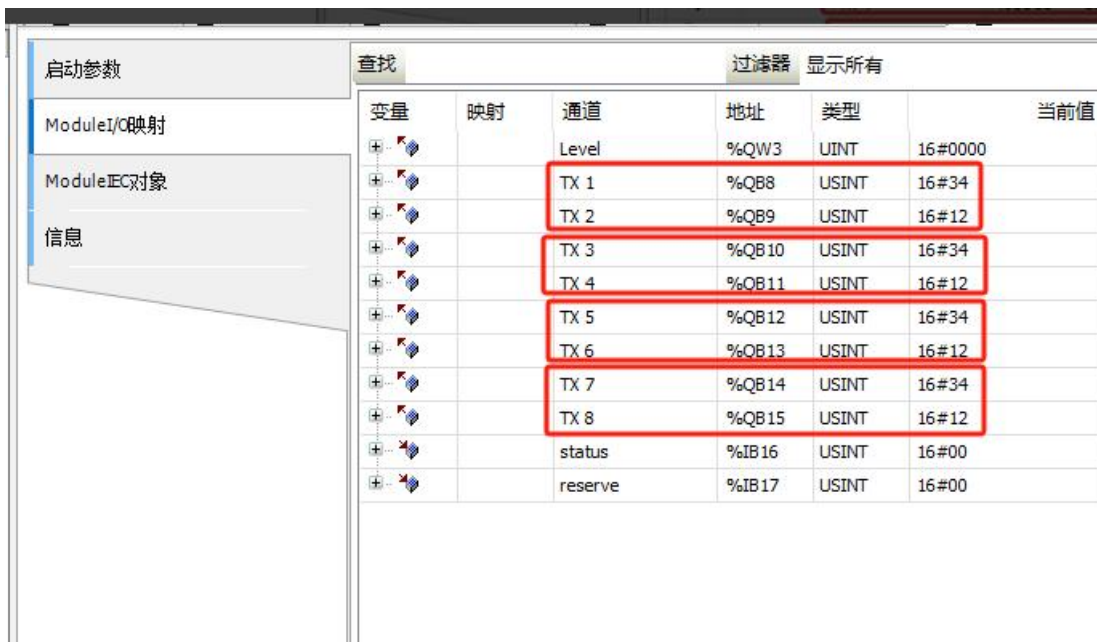 启动参数
ModuleI/O映射
ModuleIEC对象
信息
查找 过滤器 显示所有
变量 映射 通道 地址 类型 当前值
Level %QW3 UINT 16#0000
TX 1 %QB8 USINT 16#34
TX 2 %QB9 USINT 16#12
TX 3 %QB10 USINT 16#34
TX 4 %QB11 USINT 16#12
TX 5 %QB12 USINT 16#34
TX 6 %QB13 USINT 16#12
TX 7 %QB14 USINT 16#34
TX 8 %QB15 USINT 16#12
status %IB16 USINT 16#00
reserve %IB17 USINT 16#00